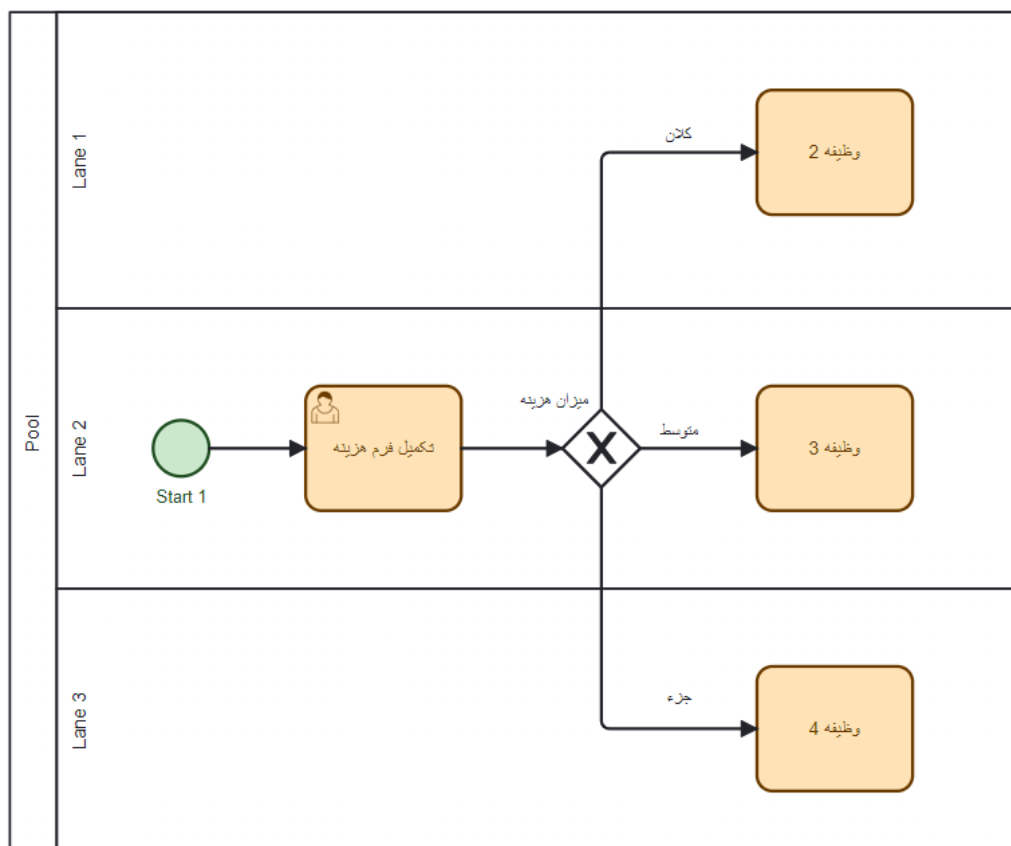 Pool
Lane 1
کلان
وظیفه 2
Lane 2
Start 1
تکمیل فرم هزینه
میزان هزینه
متوسط
وظیفه 3
Lane 3
جزء
وظیفه 4